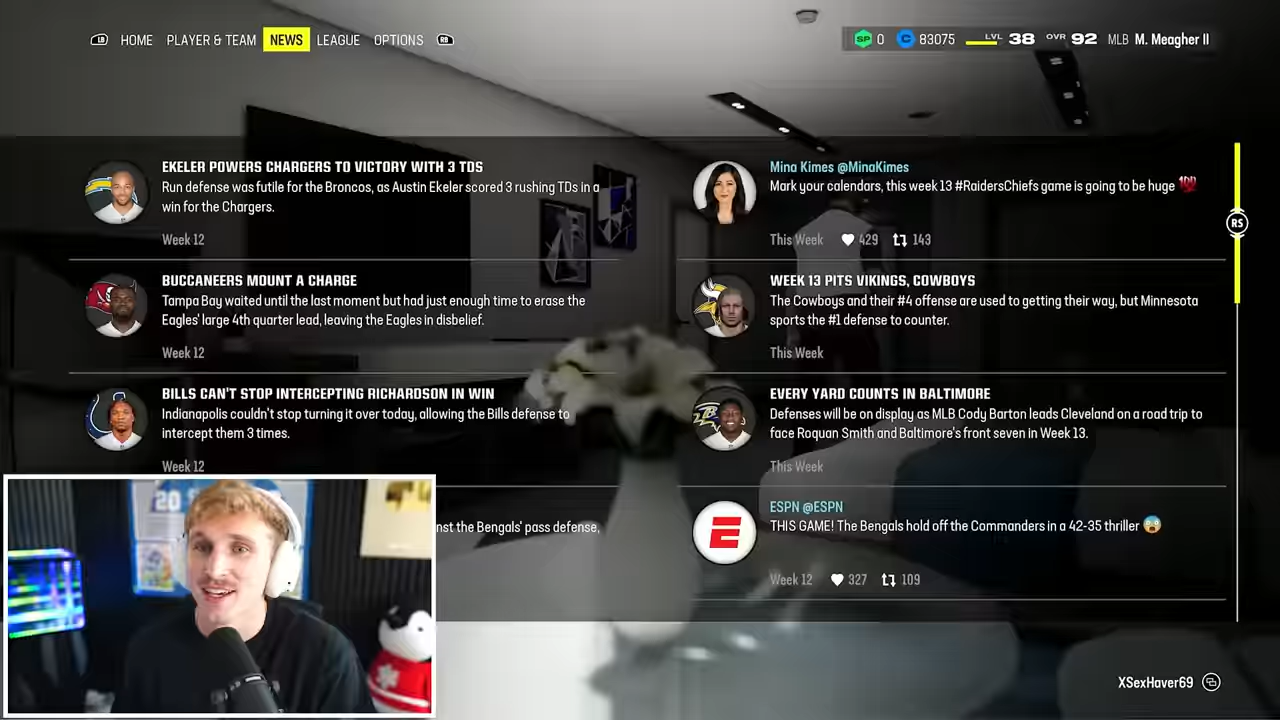 LB HOME PLAYER & TEAM NEWS LEAGUE OPTIONS RB
SP 0 C 83075 LVL 38 OVR 92 MLB M. Meagher II
EKELER POWERS CHARGERS TO VICTORY WITH 3 TDS
Run defense was futile for the Broncos, as Austin Ekeler scored 3 rushing TDs in a
win for the Chargers.
Week 12
BUCCANEERS MOUNT A CHARGE
Tampa Bay waited until the last moment but had just enough time to erase the
Eagles' large 4th quarter lead, leaving the Eagles in disbelief.
Week 12
BILLS CAN'T STOP INTERCEPTING RICHARDSON IN WIN
Indianapolis couldn't stop turning it over today, allowing the Bills defense to
intercept them 3 times.
Week 12
nst the Bengals' pass defense,
20
Mina Kimes @MinaKimes
Mark your calendars, this week 13 #RaidersChiefs game is going to be huge 💯
This Week 429 143
WEEK 13 PITS VIKINGS, COWBOYS
The Cowboys and their #4 offense are used to getting their way, but Minnesota
sports the #1 defense to counter.
This Week
EVERY YARD COUNTS IN BALTIMORE
Defenses will be on display as MLB Cody Barton leads Cleveland on a road trip to
face Roquan Smith and Baltimore's front seven in Week 13.
This Week
ESPN @ESPN
THIS GAME! The Bengals hold off the Commanders in a 42-35 thriller 😱
Week 12 327 109
RS
XSexHaver69